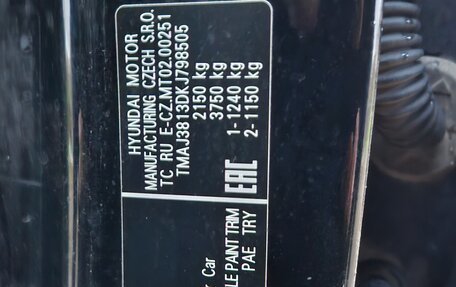 HYUNDAI MOTOR
MANUFACTURING CZECH S.R.O.
TC RU E-CZ.MT02.00251
TMAJ3813DKJ798505
2150 kg
3750 kg
1-1240 kg
2-1150 kg
EAC
Car
PAINT TRIM
PAE TRY